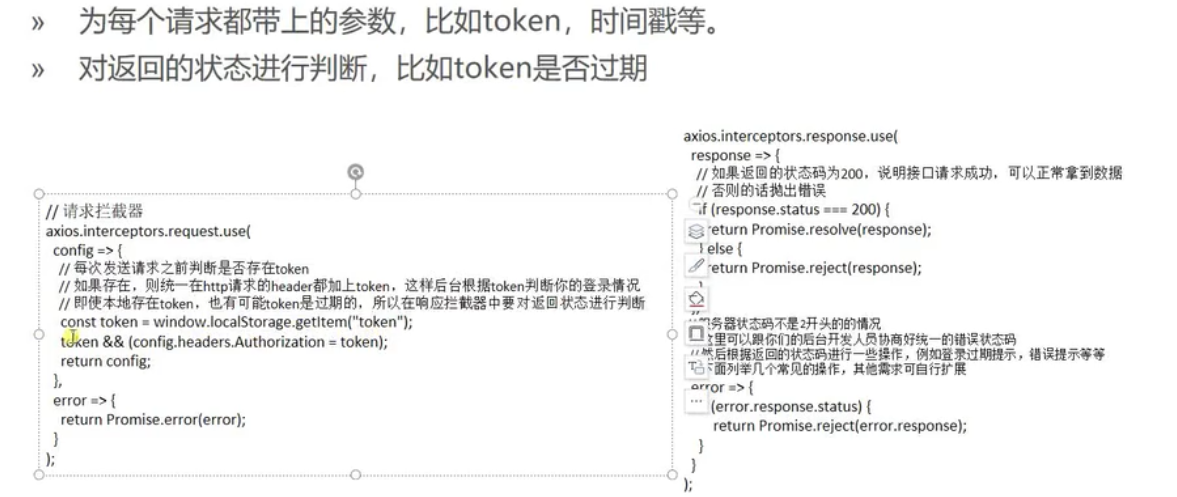 » 为每个请求都带上的参数，比如token，时间戳等。
» 对返回的状态进行判断，比如token是否过期
// 请求拦截器
axios.interceptors.request.use(
config => {
// 每次发送请求之前判断是否存在token
// 如果存在，则统一在http请求的header都加上token，这样后台根据token判断你的登录情况
// 即使本地存在token，也有可能token是过期的，所以在响应拦截器中要对返回状态进行判断
const token = window.localStorage.getItem("token");
token && (config.headers.Authorization = token);
return config;
},
error => {
return Promise.error(error);
}
);
axios.interceptors.response.use(
response => {
// 如果返回的状态码为200，说明接口请求成功，可以正常拿到数据
// 否则的话抛出错误
if (response.status === 200) {
return Promise.resolve(response);
} else {
return Promise.reject(response);
}
服务器状态码不是2开头的的情况
这里可以跟你们的后台开发人员协商好统一的错误状态码
然后根据返回的状态码进行一些操作，例如登录过期提示，错误提示等等
下面列举几个常见的操作，其他需求可自行扩展
error => {
(error.response.status) {
return Promise.reject(error.response);
}
}
);